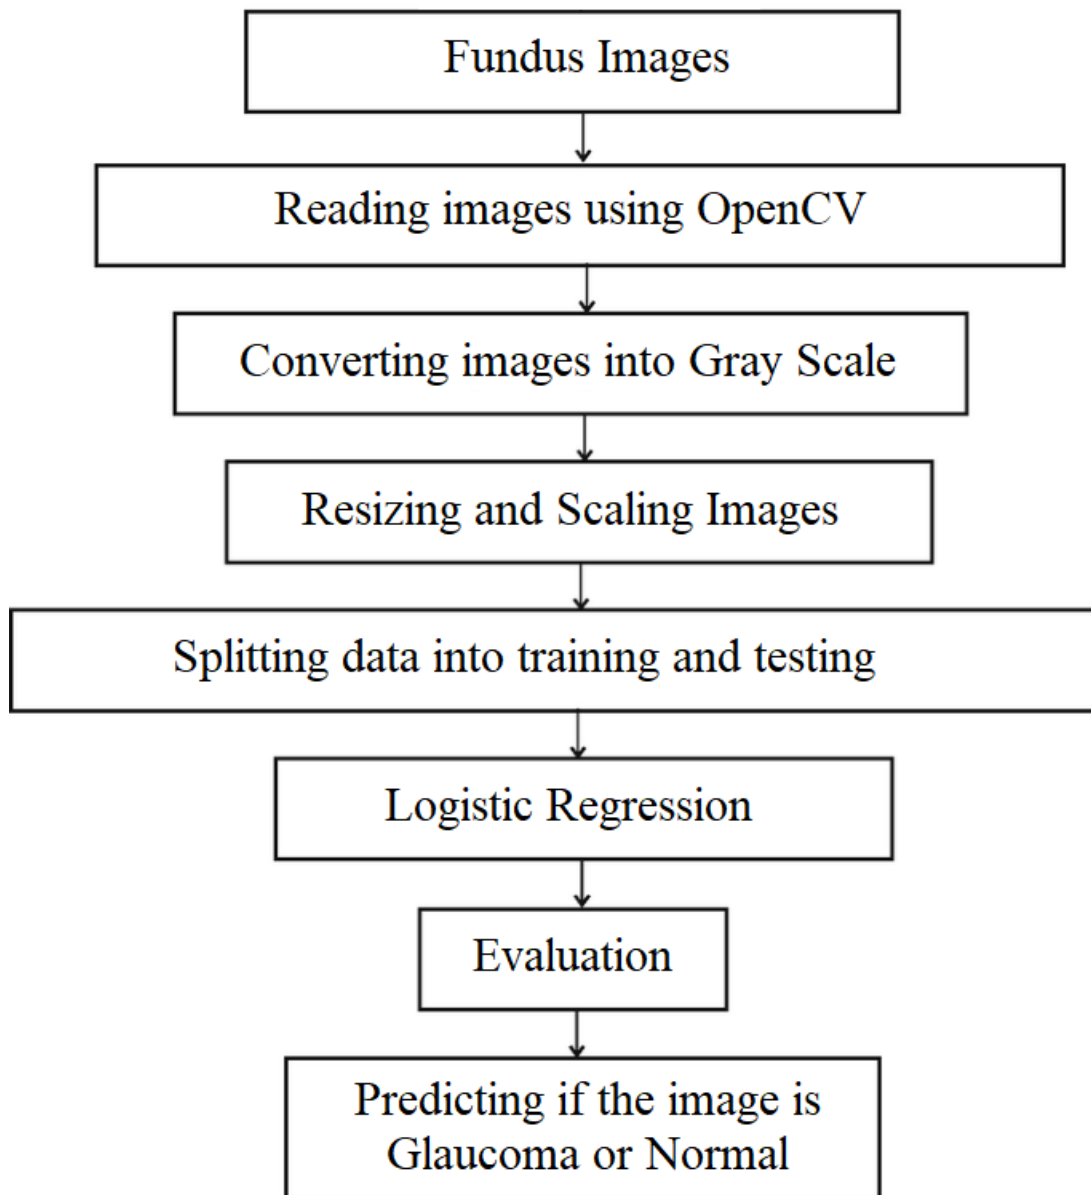 Fundus Images
Reading images using OpenCV
Converting images into Gray Scale
Resizing and Scaling Images
Splitting data into training and testing
Logistic Regression
Evaluation
Predicting if the image is
Glaucoma or Normal